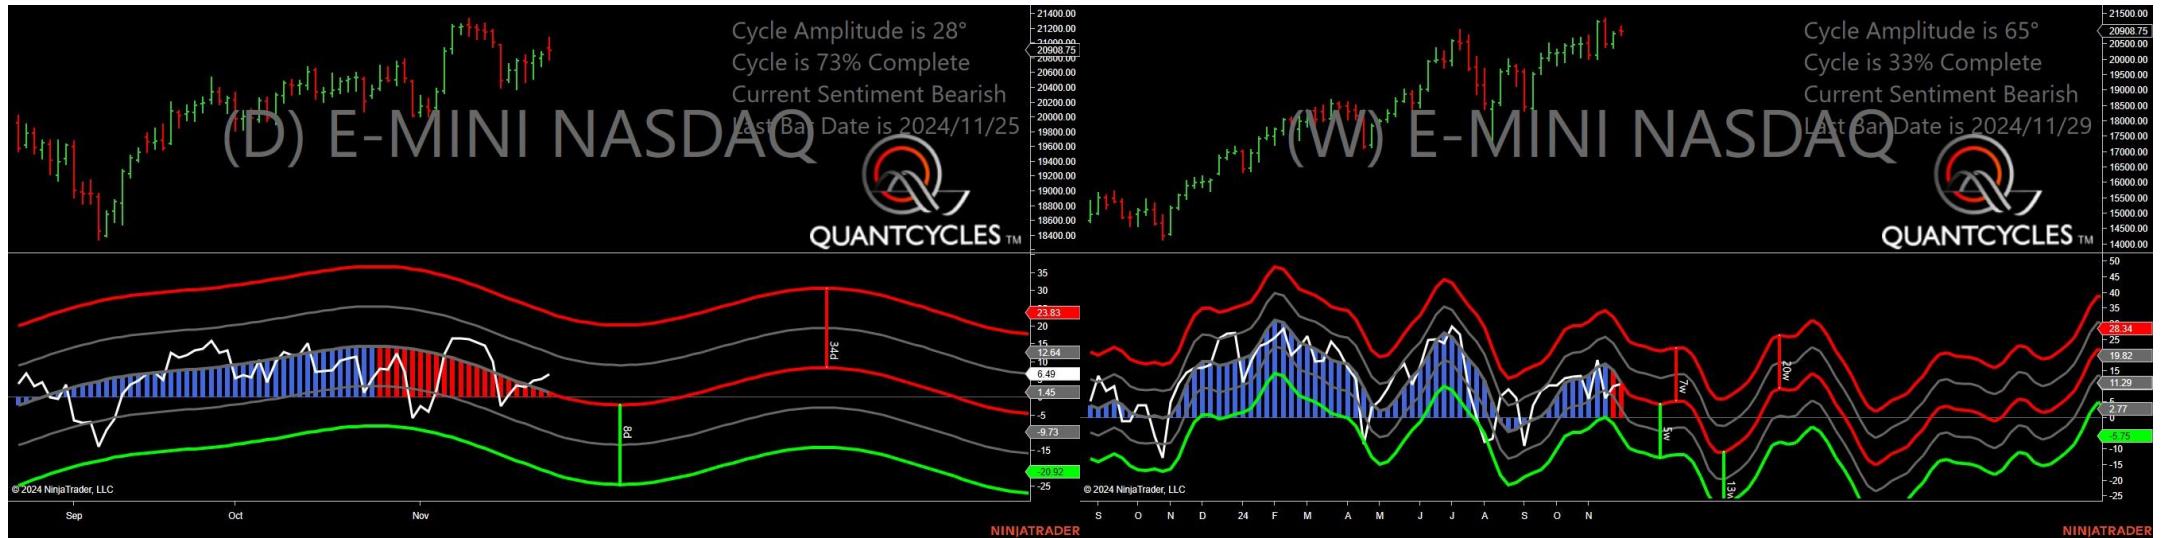 Cycle Amplitude is 28°
Cycle is 73% Complete
Current Sentiment Bearish
Last Bar Date is 2024/11/25
(D) E-MINI NASDAQ
QUANTCYCLES TM
21400.00
21200.00
21000.00
20908.75
20600.00
20400.00
20200.00
20000.00
19800.00
19600.00
19400.00
19200.00
19000.00
18800.00
18600.00
18400.00
35
30
23.83
20
15
12.64
10
6.49
1.45
-5
-9.73
-15
-20.92
-25
34d
8d
© 2024 NinjaTrader, LLC
Sep
Oct
Nov
NINJATRADER
Cycle Amplitude is 65°
Cycle is 33% Complete
Current Sentiment Bearish
Last Bar Date is 2024/11/29
(W) E-MINI NASDAQ
QUANTCYCLES TM
21500.00
20908.75
20500.00
19500.00
19000.00
18500.00
18000.00
17500.00
17000.00
16500.00
16000.00
15000.00
14500.00
14000.00
50
45
40
35
28.34
25
19.82
15
11.29
5
2.77
0
-5.75
-10
-15
-20
-25
7w
20w
5w
13w
© 2024 NinjaTrader, LLC
S O N D 24 F M A M J J A S O N
NINJATRADER